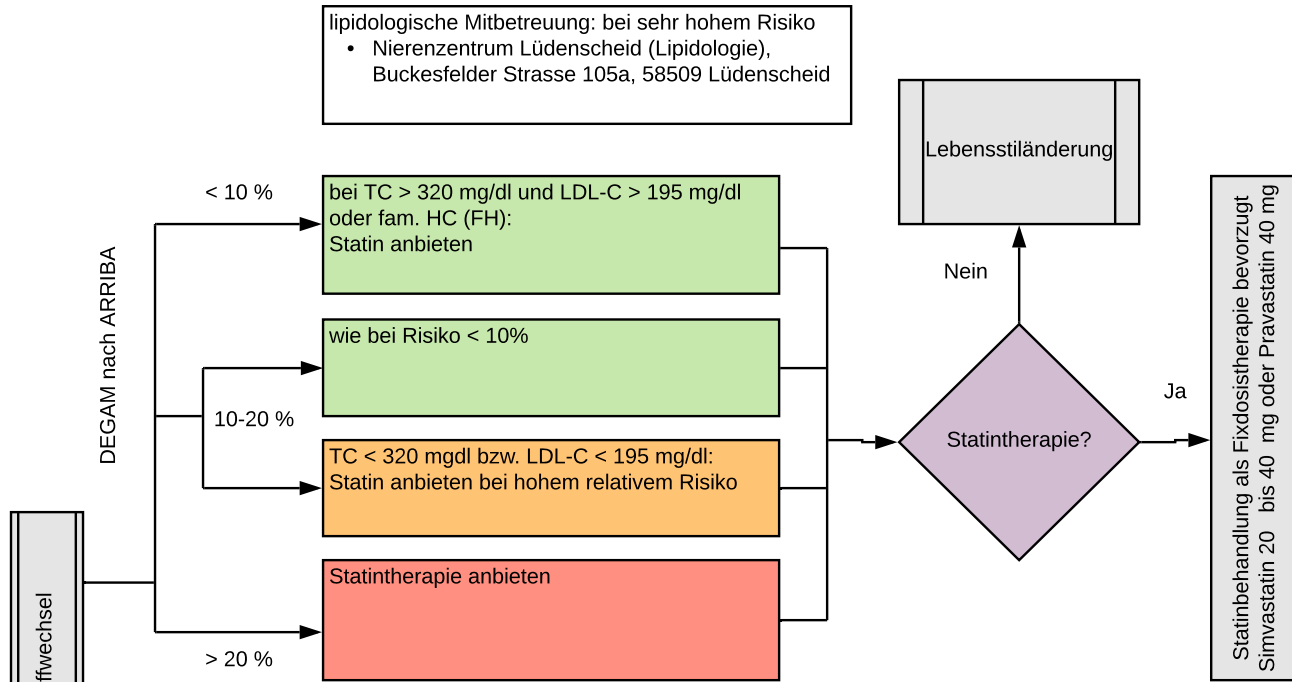 lipidologische Mitbetreuung: bei sehr hohem Risiko
• Nierenzentrum Lüdenscheid (Lipidologie),
Buckesfelder Strasse 105a, 58509 Lüdenscheid
Lebensstiländerung
< 10 %
bei TC > 320 mg/dl und LDL-C > 195 mg/dl
oder fam. HC (FH):
Statin anbieten
Nein
DEGAM nach ARRIBA
wie bei Risiko < 10%
10-20 %
TC < 320 mgdl bzw. LDL-C < 195 mg/dl:
Statin anbieten bei hohem relativem Risiko
Statintherapie?
Ja
Statinbehandlung als Fixdosistherapie bevorzugt
Simvastatin 20 bis 40 mg oder Pravastatin 40 mg
Statintherapie anbieten
> 20 %
ffwechsel